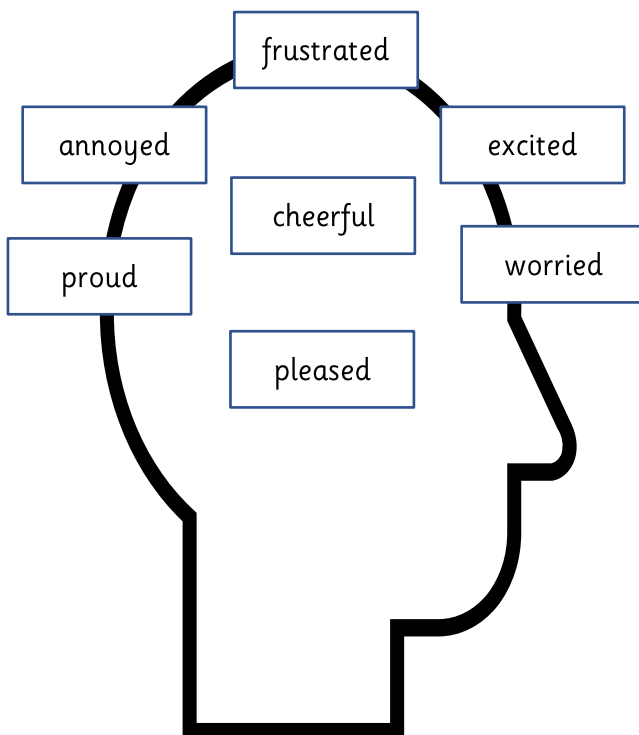 frustrated
annoyed
excited
cheerful
worried
proud
pleased